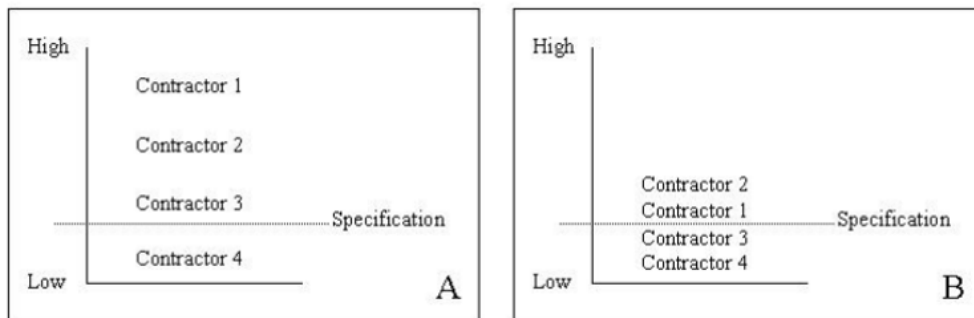 High
Contractor 1
Contractor 2
Contractor 3
Specification
Contractor 4
Low
A
High
Contractor 2
Contractor 1
Specification
Contractor 3
Contractor 4
Low
B